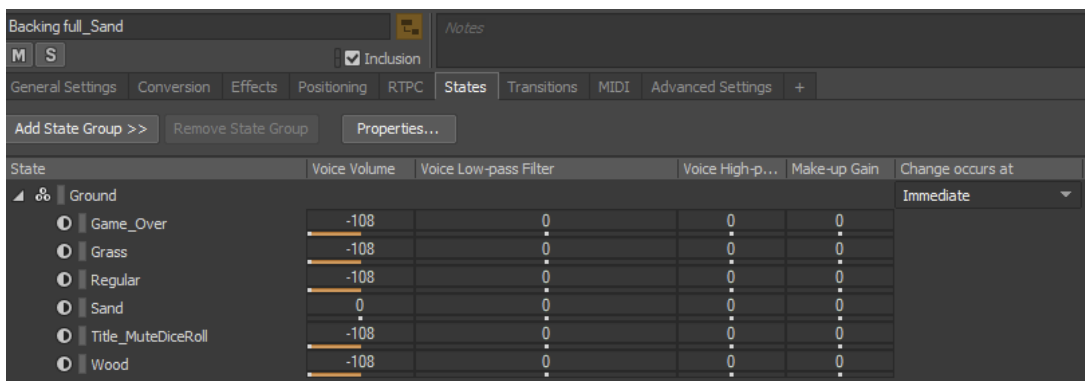 Backing full_Sand
Notes
M S Inclusion
General Settings Conversion Effects Positioning RTPC States Transitions MIDI Advanced Settings +
Add State Group >> Remove State Group Properties...
State Voice Volume Voice Low-pass Filter Voice High-p... Make-up Gain Change occurs at
Ground Immediate
Game_Over -108 0 0 0
Grass -108 0 0 0
Regular -108 0 0 0
Sand 0 0 0 0
Title_MuteDiceRoll -108 0 0 0
Wood -108 0 0 0